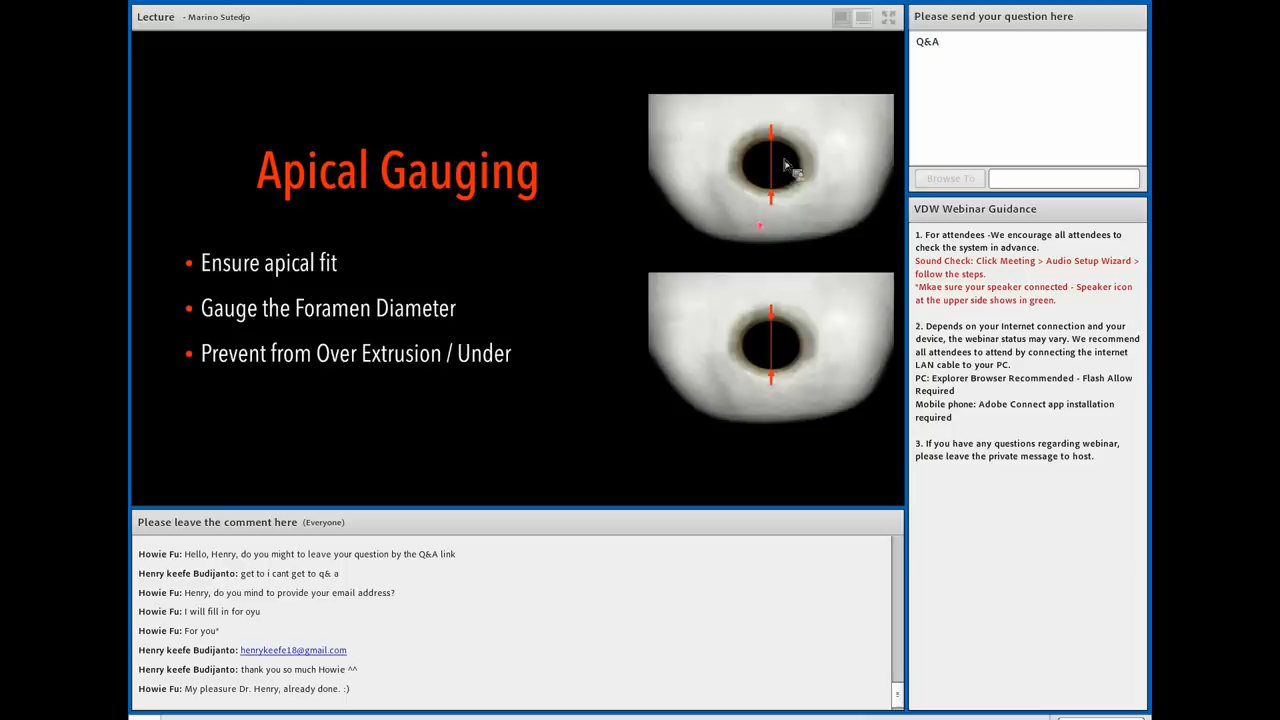 Lecture - Marino Sutedjo
Apical Gauging
• Ensure apical fit
• Gauge the Foramen Diameter
• Prevent from Over Extrusion / Under
Please leave the comment here (Everyone)
Howie Fu: Hello, Henry, do you might to leave your question by the Q&A link
Henry keefe Budijanto: get to i cant get to q& a
Howie Fu: Henry, do you mind to provide your email address?
Howie Fu: I will fill in for oyu
Howie Fu: For you*
Henry keefe Budijanto: henrykeefe18@gmail.com
Henry keefe Budijanto: thank you so much Howie ^^
Howie Fu: My pleasure Dr. Henry, already done. :)
Please send your question here
Q&A
Browse To
VDW Webinar Guidance
1. For attendees -We encourage all attendees to
check the system in advance.
Sound Check: Click Meeting > Audio Setup Wizard >
follow the steps.
*Mkae sure your speaker connected - Speaker icon
at the upper side shows in green.
2. Depends on your Internet connection and your
device, the webinar status may vary. We recommend
all attendees to attend by connecting the internet
LAN cable to your PC.
PC: Explorer Browser Recommended - Flash Allow
Required
Mobile phone: Adobe Connect app installation
required
3. If you have any questions regarding webinar,
please leave the private message to host.